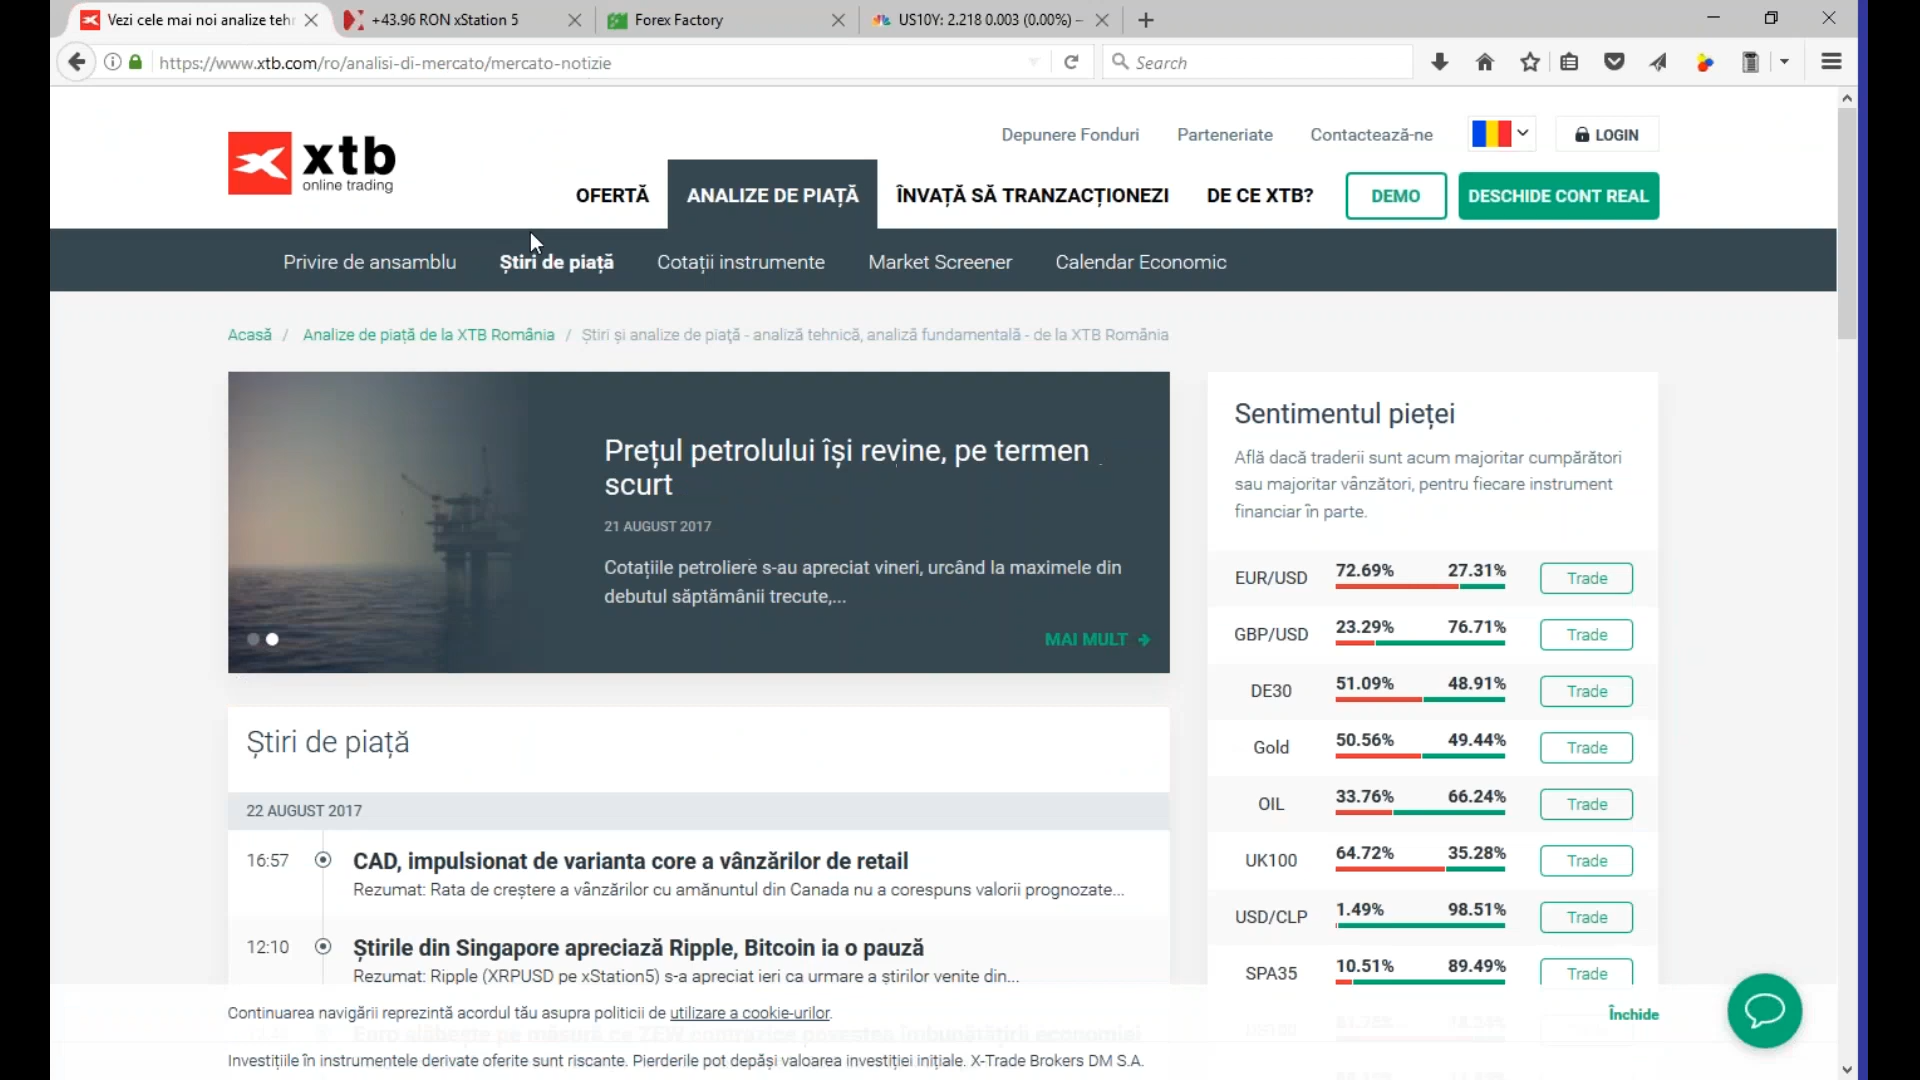 Vezi cele mai noi analize teh
+43.96 RON xStation 5
Forex Factory
US10Y: 2.218 0.003 (0.00%) –
https://www.xtb.com/ro/analisi-di-mercato/mercato-notizie
Search
xtb
online trading
Depunere Fonduri
Parteneriate
Contactează-ne
LOGIN
OFERTĂ
ANALIZE DE PIAȚĂ
ÎNVAȚĂ SĂ TRANZACȚIONEZI
DE CE XTB?
DEMO
DESCHIDE CONT REAL
Privire de ansamblu
Știri de piață
Cotații instrumente
Market Screener
Calendar Economic
Acasă / Analize de piață de la XTB România / Știri și analize de piaţă - analiză tehnică, analiză fundamentală - de la XTB România
Prețul petrolului își revine, pe termen
scurt
21 AUGUST 2017
Cotațiile petroliere s-au apreciat vineri, urcând la maximele din
debutul săptămânii trecute,...
MAI MULT
Știri de piață
22 AUGUST 2017
16:57
CAD, impulsionat de varianta core a vânzărilor de retail
Rezumat: Rata de creștere a vânzărilor cu amănuntul din Canada nu a corespuns valorii prognozate...
12:10
Știrile din Singapore apreciază Ripple, Bitcoin ia o pauză
Rezumat: Ripple (XRPUSD pe xStation5) s-a apreciat ieri ca urmare a știrilor venite din...
Sentimentul pieței
Află dacă traderii sunt acum majoritar cumpărători
sau majoritar vânzători, pentru fiecare instrument
financiar în parte.
EUR/USD 72.69% 27.31% Trade
GBP/USD 23.29% 76.71% Trade
DE30 51.09% 48.91% Trade
Gold 50.56% 49.44% Trade
OIL 33.76% 66.24% Trade
UK100 64.72% 35.28% Trade
USD/CLP 1.49% 98.51% Trade
SPA35 10.51% 89.49% Trade
Continuarea navigării reprezintă acordul tău asupra politicii de utilizare a cookie-urilor.
Închide
Euro slăbește pe măsură ce ZEW contrazice povestea îmbunătățirii economiei
Investițiile în instrumentele derivate oferite sunt riscante. Pierderile pot depăși valoarea investiției inițiale. X-Trade Brokers DM S.A.